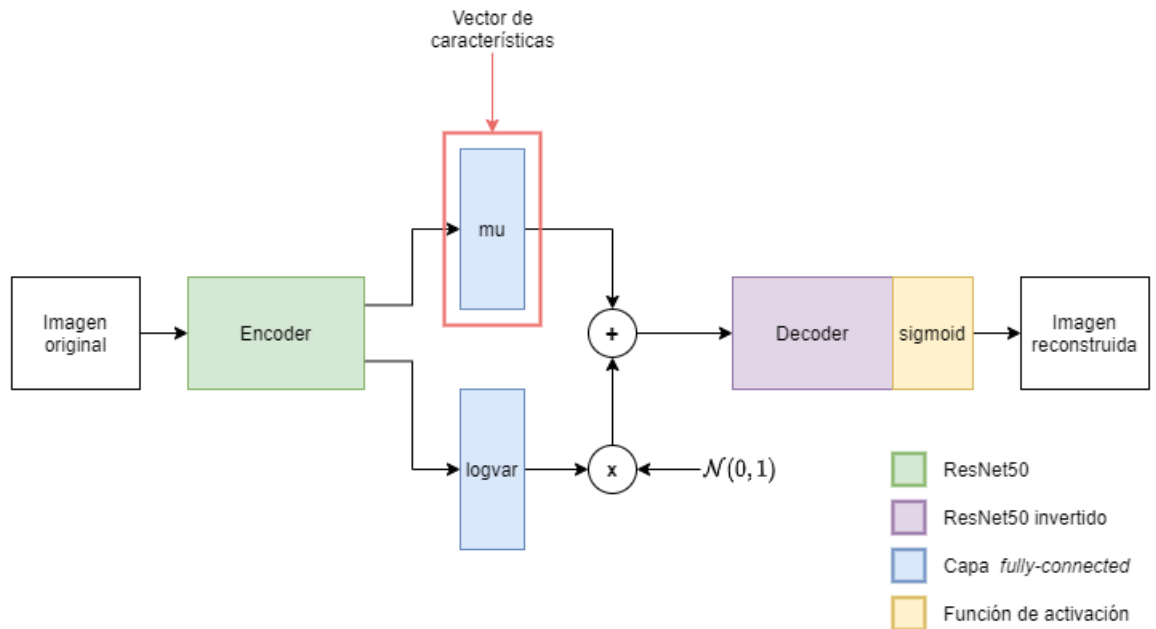 Vector de
características
mu
Imagen
original
Encoder
+
Decoder
sigmoid
Imagen
reconstruida
logvar
x
𝒩(0, 1)
ResNet50
ResNet50 invertido
Capa fully-connected
Función de activación